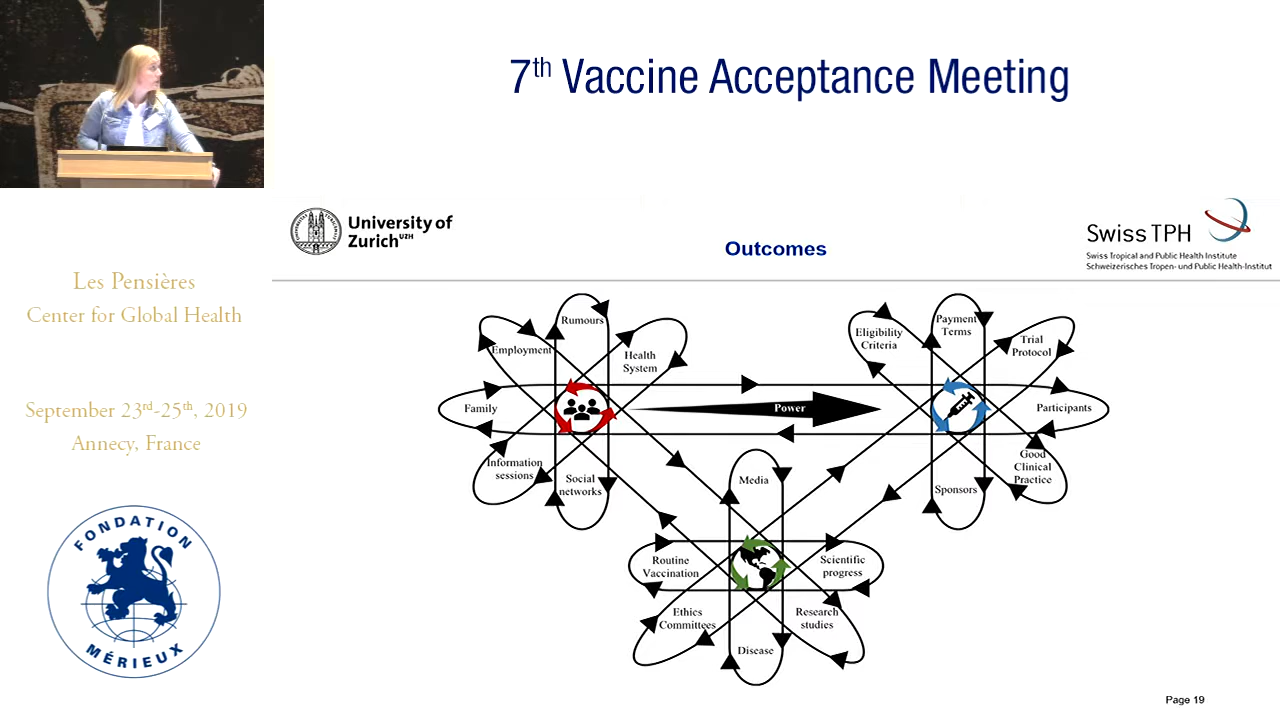 7th Vaccine Acceptance Meeting
University of
Zurich UZH
Outcomes
Swiss TPH
Swiss Tropical and Public Health Institute
Schweizerisches Tropen- und Public Health-Institut
Les Pensières
Center for Global Health
September 23rd-25th, 2019
Annecy, France
FONDATION
MÉRIEUX
Rumours
Employment
Health
System
Family
Information
sessions
Social
networks
Power
Eligibility
Criteria
Payment
Terms
Trial
Protocol
Participants
Good
Clinical
Practice
Sponsors
Media
Routine
Vaccination
Scientific
progress
Ethics
Committees
Research
studies
Disease
Page 19